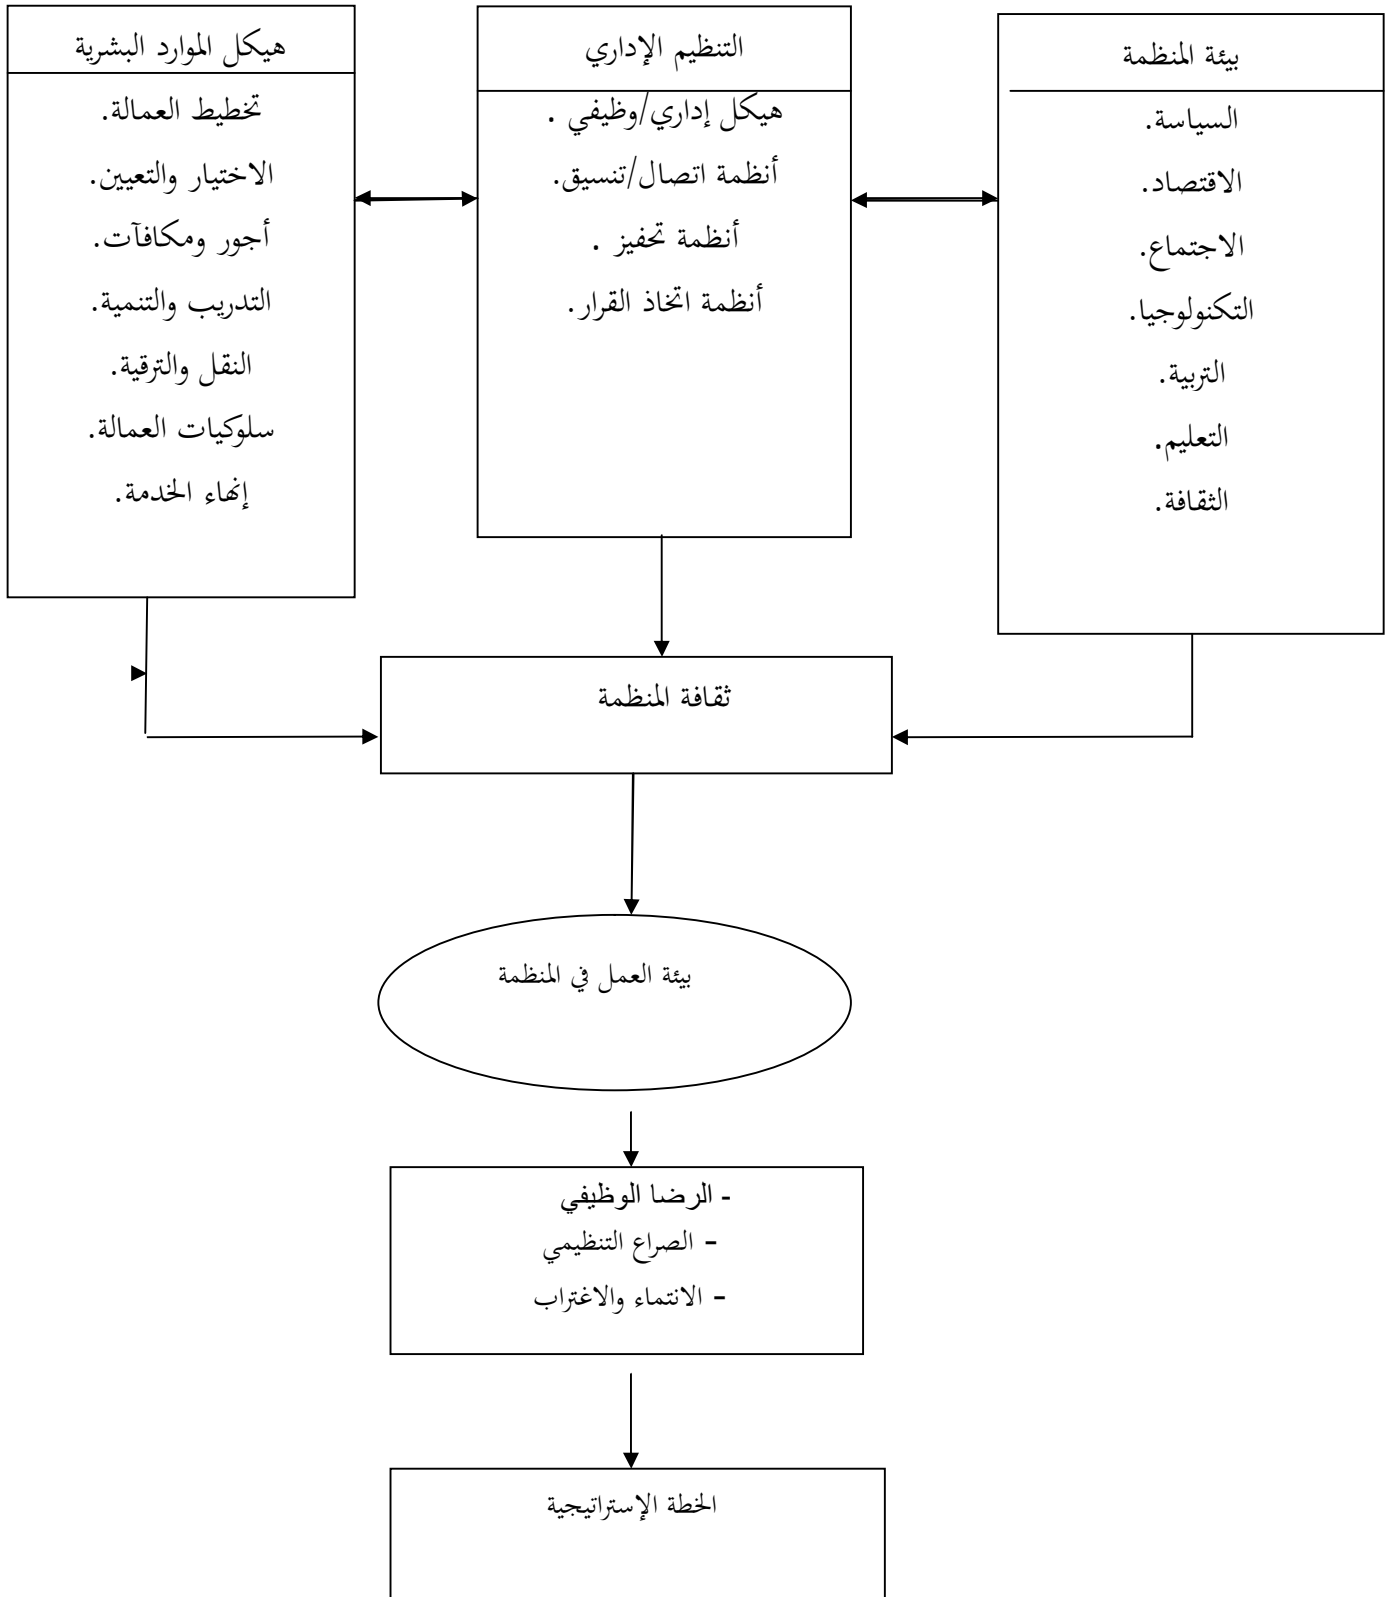 بيئة المنظمة
السياسة.
الاقتصاد.
الاجتماع.
التكنولوجيا.
التربية.
التعليم.
الثقافة.
التنظيم الإداري
هيكل إداري/وظيفي .
أنظمة اتصال/تنسيق.
أنظمة تحفيز .
أنظمة اتخاذ القرار.
هيكل الموارد البشرية
تخطيط العمالة.
الاختيار والتعيين.
أجور ومكافآت.
التدريب والتنمية.
النقل والترقية.
سلوكيات العمالة.
إنهاء الخدمة.
ثقافة المنظمة
بيئة العمل في المنظمة
- الرضا الوظيفي
- الصراع التنظيمي
- الانتماء والاغتراب
الخطة الإستراتيجية